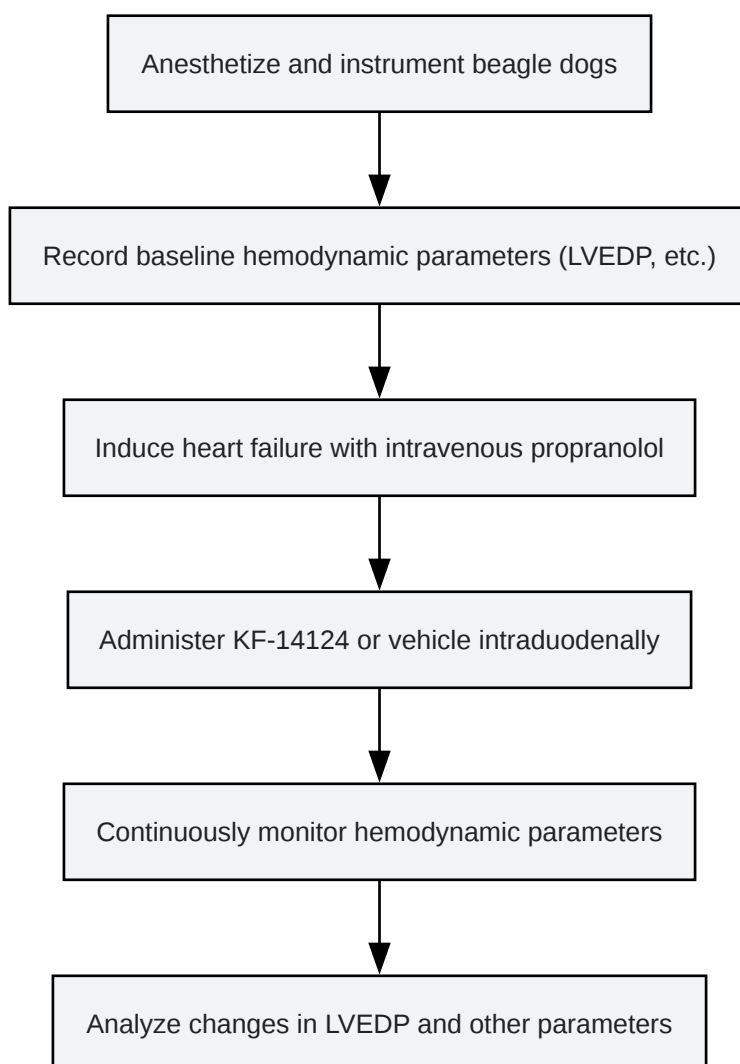 Anesthetize and instrument beagle dogs
Record baseline hemodynamic parameters (LVEDP, etc.)
Induce heart failure with intravenous propranolol
Administer KF-14124 or vehicle intraduodenally
Continuously monitor hemodynamic parameters
Analyze changes in LVEDP and other parameters